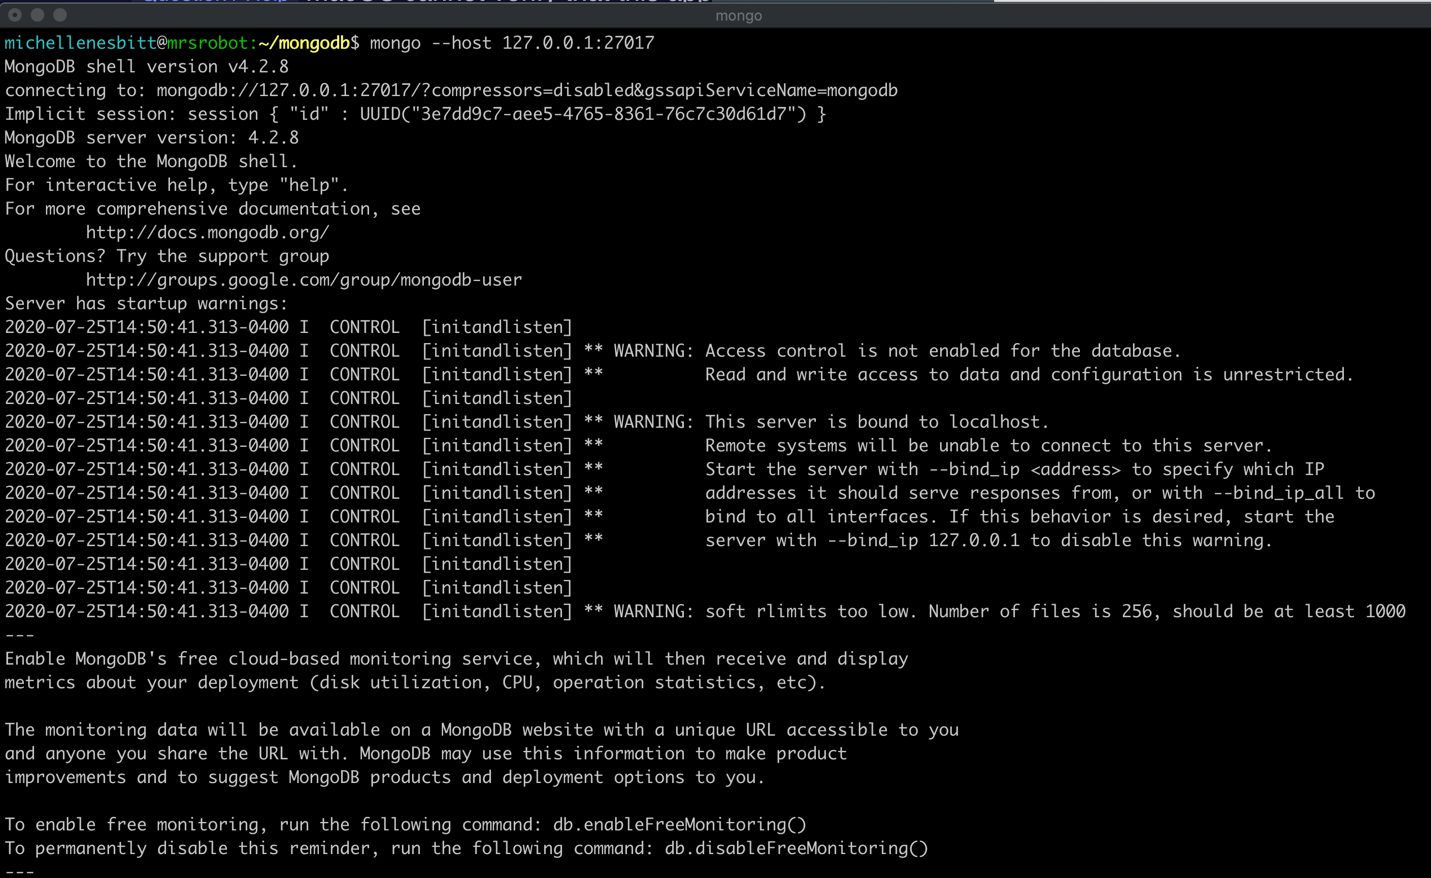 mongo
michellenesbitt@mrsrobot:~/mongodb$ mongo --host 127.0.0.1:27017
MongoDB shell version v4.2.8
connecting to: mongodb://127.0.0.1:27017/?compressors=disabled&gssapiServiceName=mongodb
Implicit session: session { "id" : UUID("3e7dd9c7-aee5-4765-8361-76c7c30d61d7") }
MongoDB server version: 4.2.8
Welcome to the MongoDB shell.
For interactive help, type "help".
For more comprehensive documentation, see
        http://docs.mongodb.org/
Questions? Try the support group
        http://groups.google.com/group/mongodb-user
Server has startup warnings:
2020-07-25T14:50:41.313-0400 I  CONTROL  [initandlisten]
2020-07-25T14:50:41.313-0400 I  CONTROL  [initandlisten] ** WARNING: Access control is not enabled for the database.
2020-07-25T14:50:41.313-0400 I  CONTROL  [initandlisten] **          Read and write access to data and configuration is unrestricted.
2020-07-25T14:50:41.313-0400 I  CONTROL  [initandlisten]
2020-07-25T14:50:41.313-0400 I  CONTROL  [initandlisten] ** WARNING: This server is bound to localhost.
2020-07-25T14:50:41.313-0400 I  CONTROL  [initandlisten] **          Remote systems will be unable to connect to this server.
2020-07-25T14:50:41.313-0400 I  CONTROL  [initandlisten] **          Start the server with --bind_ip <address> to specify which IP
2020-07-25T14:50:41.313-0400 I  CONTROL  [initandlisten] **          addresses it should serve responses from, or with --bind_ip_all to
2020-07-25T14:50:41.313-0400 I  CONTROL  [initandlisten] **          bind to all interfaces. If this behavior is desired, start the
2020-07-25T14:50:41.313-0400 I  CONTROL  [initandlisten] **          server with --bind_ip 127.0.0.1 to disable this warning.
2020-07-25T14:50:41.313-0400 I  CONTROL  [initandlisten]
2020-07-25T14:50:41.313-0400 I  CONTROL  [initandlisten]
2020-07-25T14:50:41.313-0400 I  CONTROL  [initandlisten] ** WARNING: soft rlimits too low. Number of files is 256, should be at least 1000
---
Enable MongoDB's free cloud-based monitoring service, which will then receive and display
metrics about your deployment (disk utilization, CPU, operation statistics, etc).

The monitoring data will be available on a MongoDB website with a unique URL accessible to you
and anyone you share the URL with. MongoDB may use this information to make product
improvements and to suggest MongoDB products and deployment options to you.

To enable free monitoring, run the following command: db.enableFreeMonitoring()
To permanently disable this reminder, run the following command: db.disableFreeMonitoring()
---